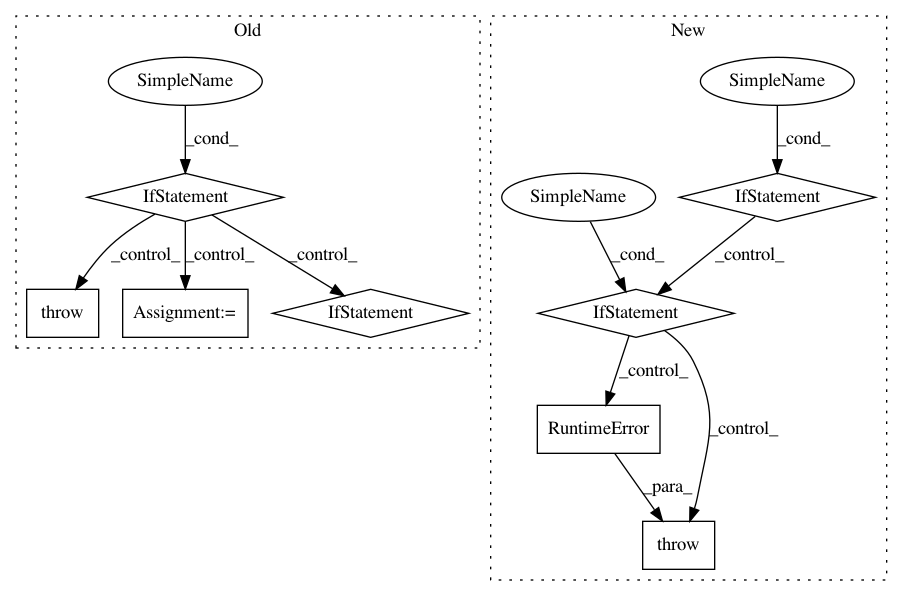 Old
New
SimpleName
SimpleName
_cond_
_cond_
IfStatement
SimpleName
IfStatement
_control_
_control_
_control_
_cond_
_control_
throw
Assignment:=
IfStatement
IfStatement
_control_
_control_
RuntimeError
_para_
throw